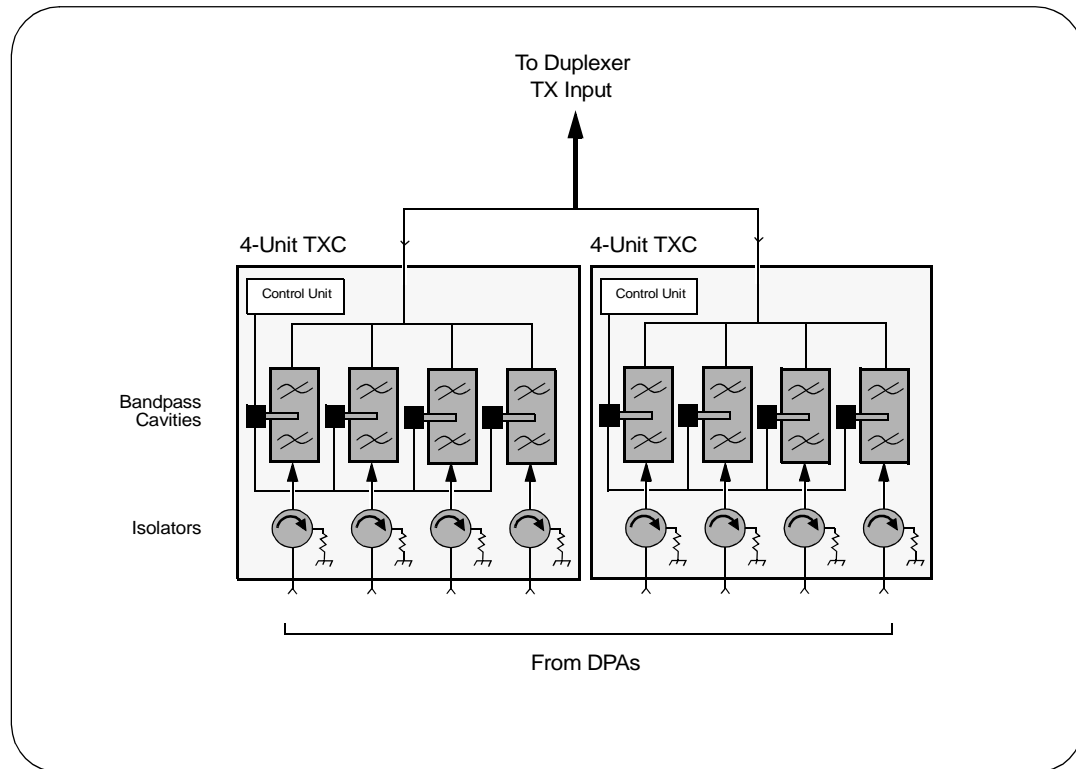 To Duplexer
TX Input
4-Unit TXC
4-Unit TXC
Control Unit
Control Unit
Bandpass
Cavities
Isolators
From DPAs